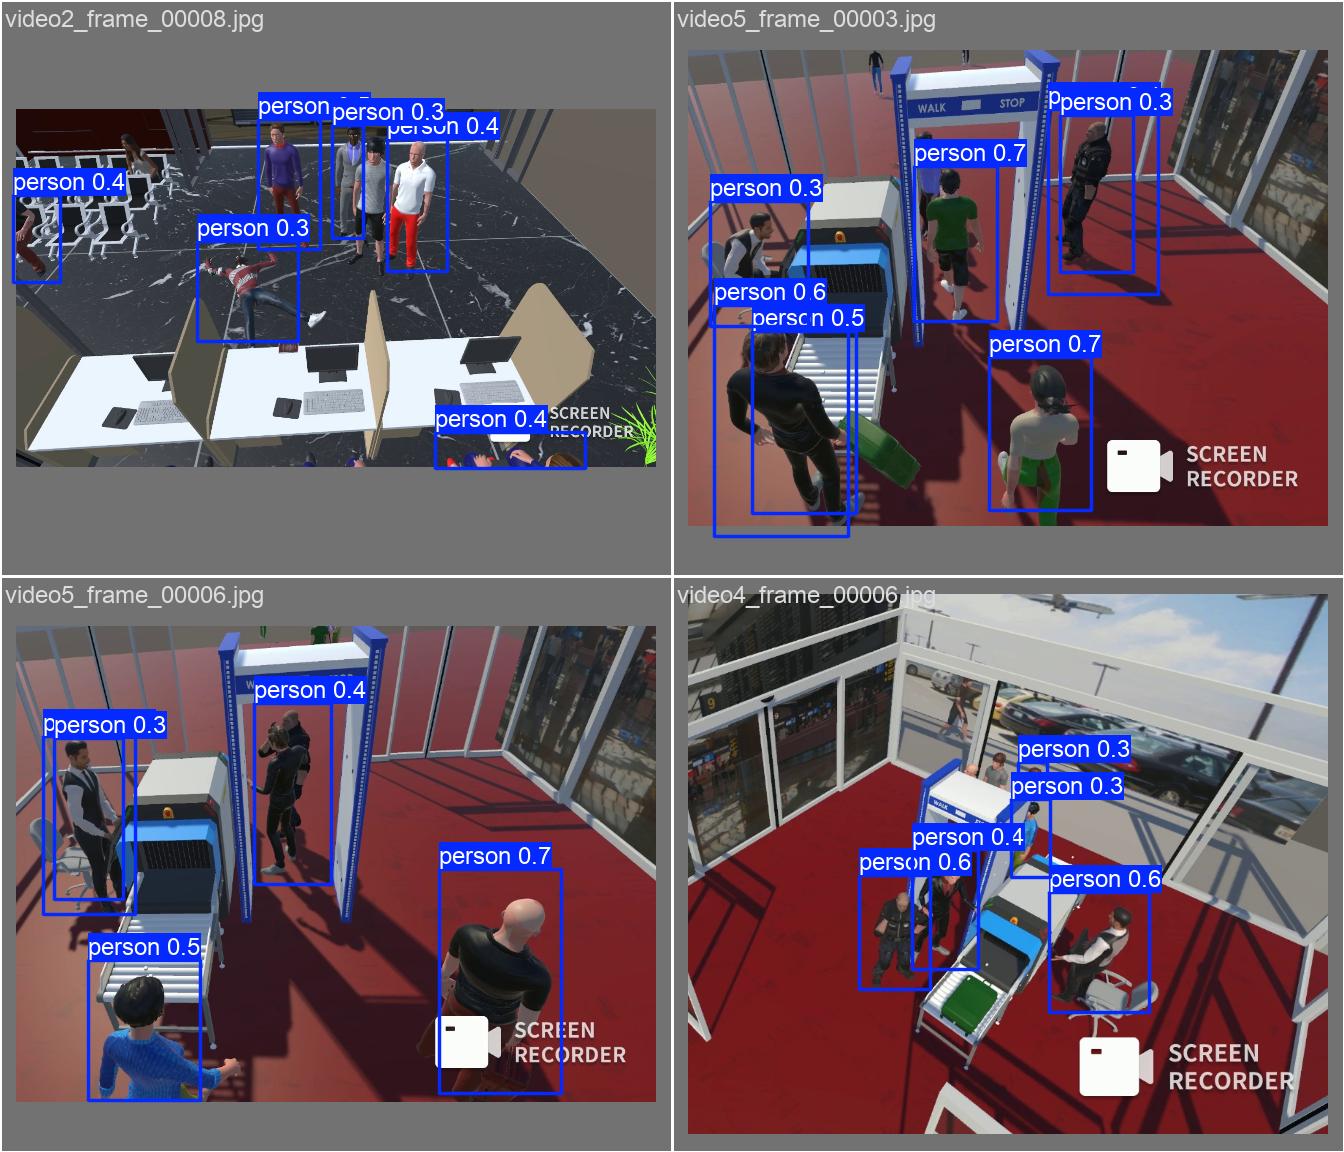 video2_frame_00008.jpg
person
person 0.3
person 0.4
person 0.4
person 0.3
person 0.4
SCREEN
RECORDER
video5_frame_00003.jpg
WALK STOP
person 0.3
person 0.7
person 0.3
person 0.6
person 0.5
person 0.7
SCREEN
RECORDER
video5_frame_00006.jpg
person 0.4
person 0.3
person 0.7
person 0.5
SCREEN
RECORDER
video4_frame_00006.jpg
9
person 0.3
person 0.3
WALK
person 0.4
person 0.6
person 0.6
SCREEN
RECORDER